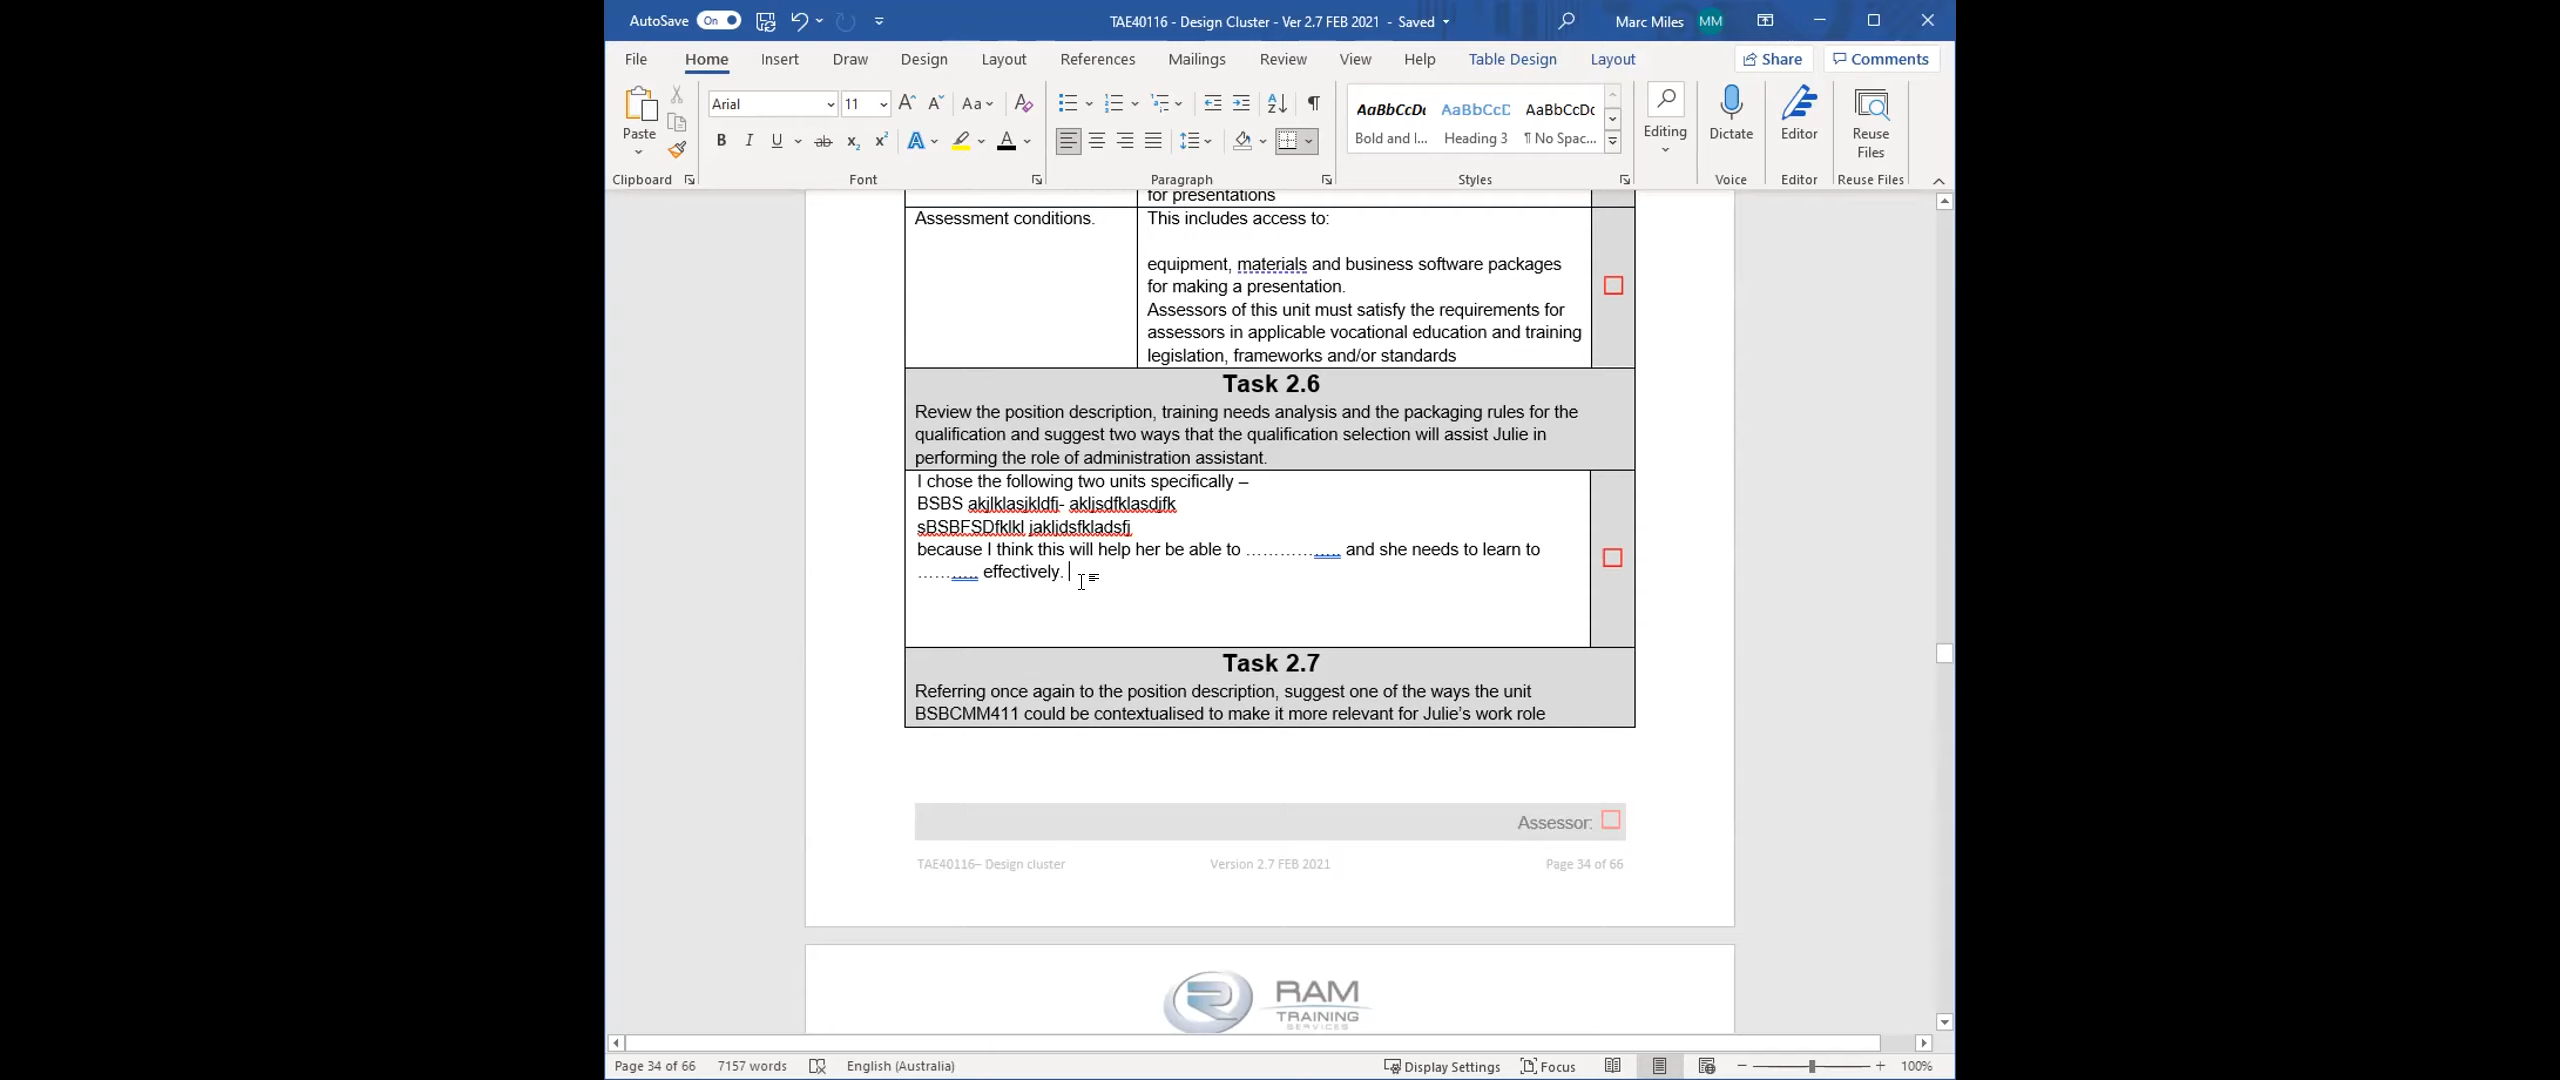 AutoSave On TAE40116 - Design Cluster - Ver 2.7 FEB 2021 - Saved Marc Miles MM
File Home Insert Draw Design Layout References Mailings Review View Help Table Design Layout Share Comments
Arial 11 Aa AaBbCcDc AaBbCcD AaBbCcDc
Paste B I U ab x₂ x² A A Bold and I... Heading 3 ¶ No Spac... Editing Dictate Editor Reuse Files
Clipboard Font Paragraph Styles Voice Editor Reuse Files
for presentations
Assessment conditions. This includes access to:
equipment, materials and business software packages
for making a presentation.
Assessors of this unit must satisfy the requirements for
assessors in applicable vocational education and training
legislation, frameworks and/or standards
Task 2.6
Review the position description, training needs analysis and the packaging rules for the
qualification and suggest two ways that the qualification selection will assist Julie in
performing the role of administration assistant.
I chose the following two units specifically –
BSBS akjlklasjkldfj- akljsdfklasdjfk
sBSBFSDfklkl jakljdsfkladsfj
because I think this will help her be able to ………………. and she needs to learn to
……….. effectively.
Task 2.7
Referring once again to the position description, suggest one of the ways the unit
BSBCMM411 could be contextualised to make it more relevant for Julie's work role
Assessor:
TAE40116– Design cluster Version 2.7 FEB 2021 Page 34 of 66
RAM
TRAINING
SERVICES
Page 34 of 66 7157 words English (Australia) Display Settings Focus 100%